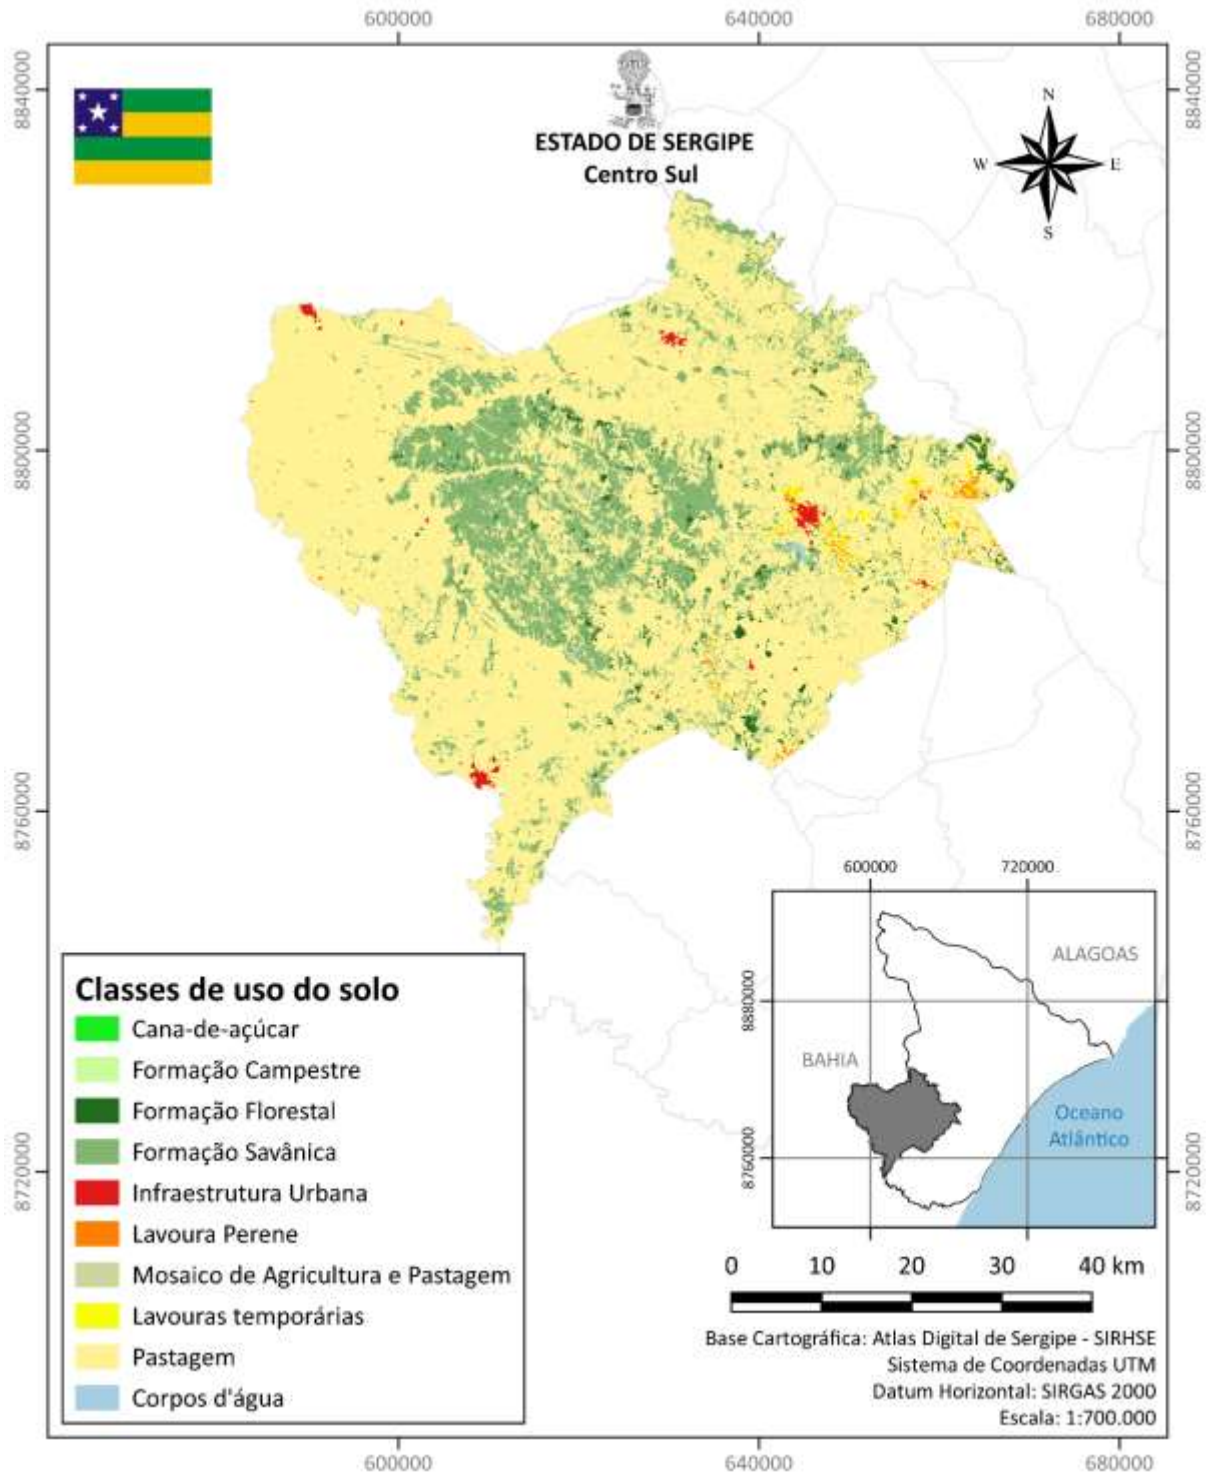 600000 640000 680000
8840000 8840000
ESTADO DE SERGIPE
Centro Sul
N
W E
S
8800000 8800000
8760000 8760000
600000 720000
ALAGOAS
8880000
BAHIA
Oceano
Atlântico
8760000
8720000 8720000
Classes de uso do solo
Cana-de-açúcar
Formação Campestre
Formação Florestal
Formação Savânica
Infraestrutura Urbana
Lavoura Perene
Mosaico de Agricultura e Pastagem
Lavouras temporárias
Pastagem
Corpos d'água
0 10 20 30 40 km
Base Cartográfica: Atlas Digital de Sergipe - SIRHSE
Sistema de Coordenadas UTM
Datum Horizontal: SIRGAS 2000
Escala: 1:700.000
600000 640000 680000